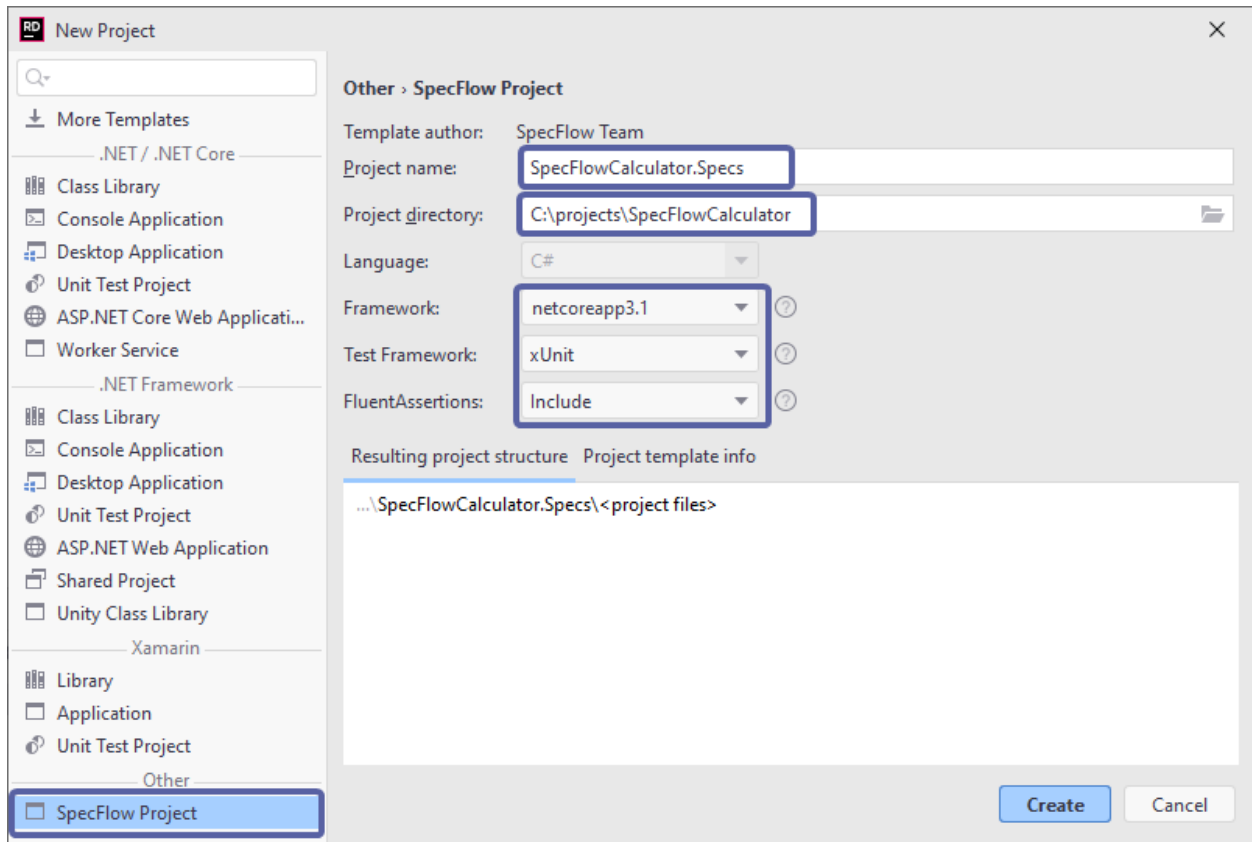 RD New Project
More Templates
.NET / .NET Core
Class Library
Console Application
Desktop Application
Unit Test Project
ASP.NET Core Web Applicati...
Worker Service
.NET Framework
Class Library
Console Application
Desktop Application
Unit Test Project
ASP.NET Web Application
Shared Project
Unity Class Library
Xamarin
Library
Application
Unit Test Project
Other
SpecFlow Project
Other › SpecFlow Project
Template author: SpecFlow Team
Project name: SpecFlowCalculator.Specs
Project directory: C:\projects\SpecFlowCalculator
Language: C#
Framework: netcoreapp3.1 ?
Test Framework: xUnit ?
FluentAssertions: Include ?
Resulting project structure Project template info
...\SpecFlowCalculator.Specs\<project files>
Create Cancel